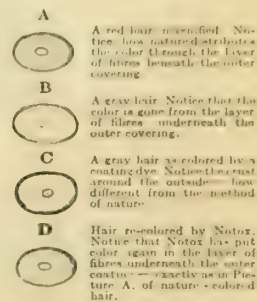 A
A red hair magnified. No-
tice how nature distributes
the color through the layer
of fibres beneath the outer
covering.
B
A gray hair. Notice that the
color is gone from the layer
of fibres underneath the
outer covering.
C
A gray hair as colored by a
coating dye. Notice the crust
around the outside — how
different from the method
of nature
D
Hair re-colored by Notox.
Notice that Notox has put
color again in the layer of
fibres underneath the outer
coating — exactly as in Pic-
ture A, of nature-colored
hair.